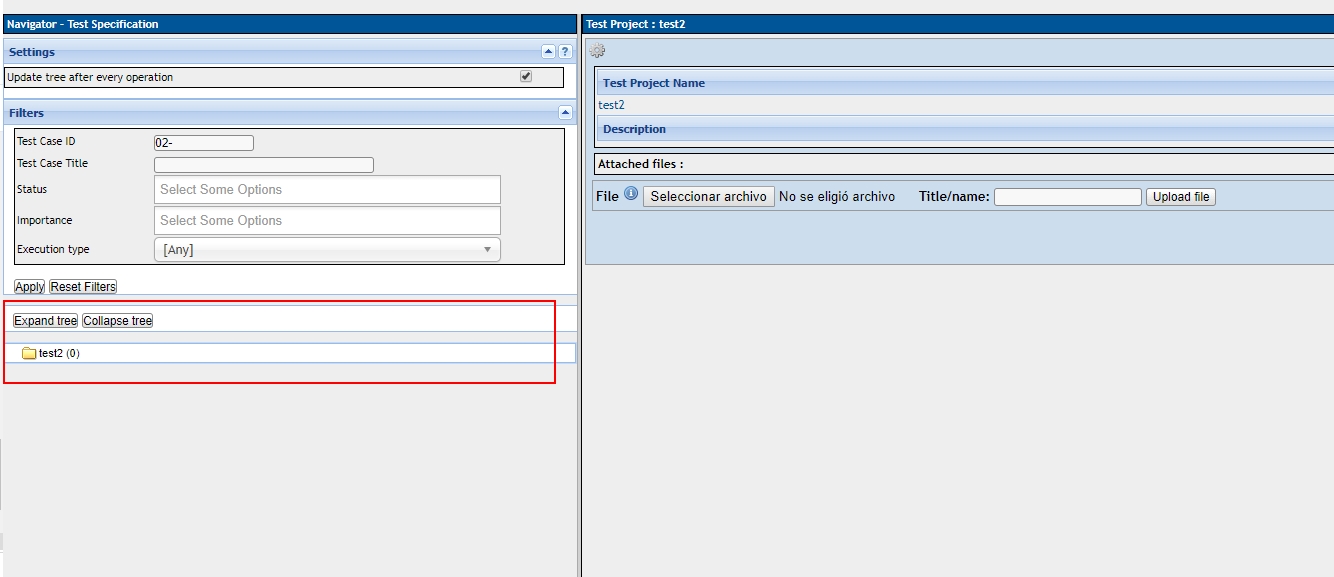 Navigator - Test Specification
Settings
?
Update tree after every operation
Filters
Test Case ID 02-
Test Case Title
Status Select Some Options
Importance Select Some Options
Execution type [Any]
Apply Reset Filters
Expand tree Collapse tree
test2 (0)
Test Project : test2
Test Project Name
test2
Description
Attached files :
File i Seleccionar archivo No se eligió archivo Title/name: Upload file